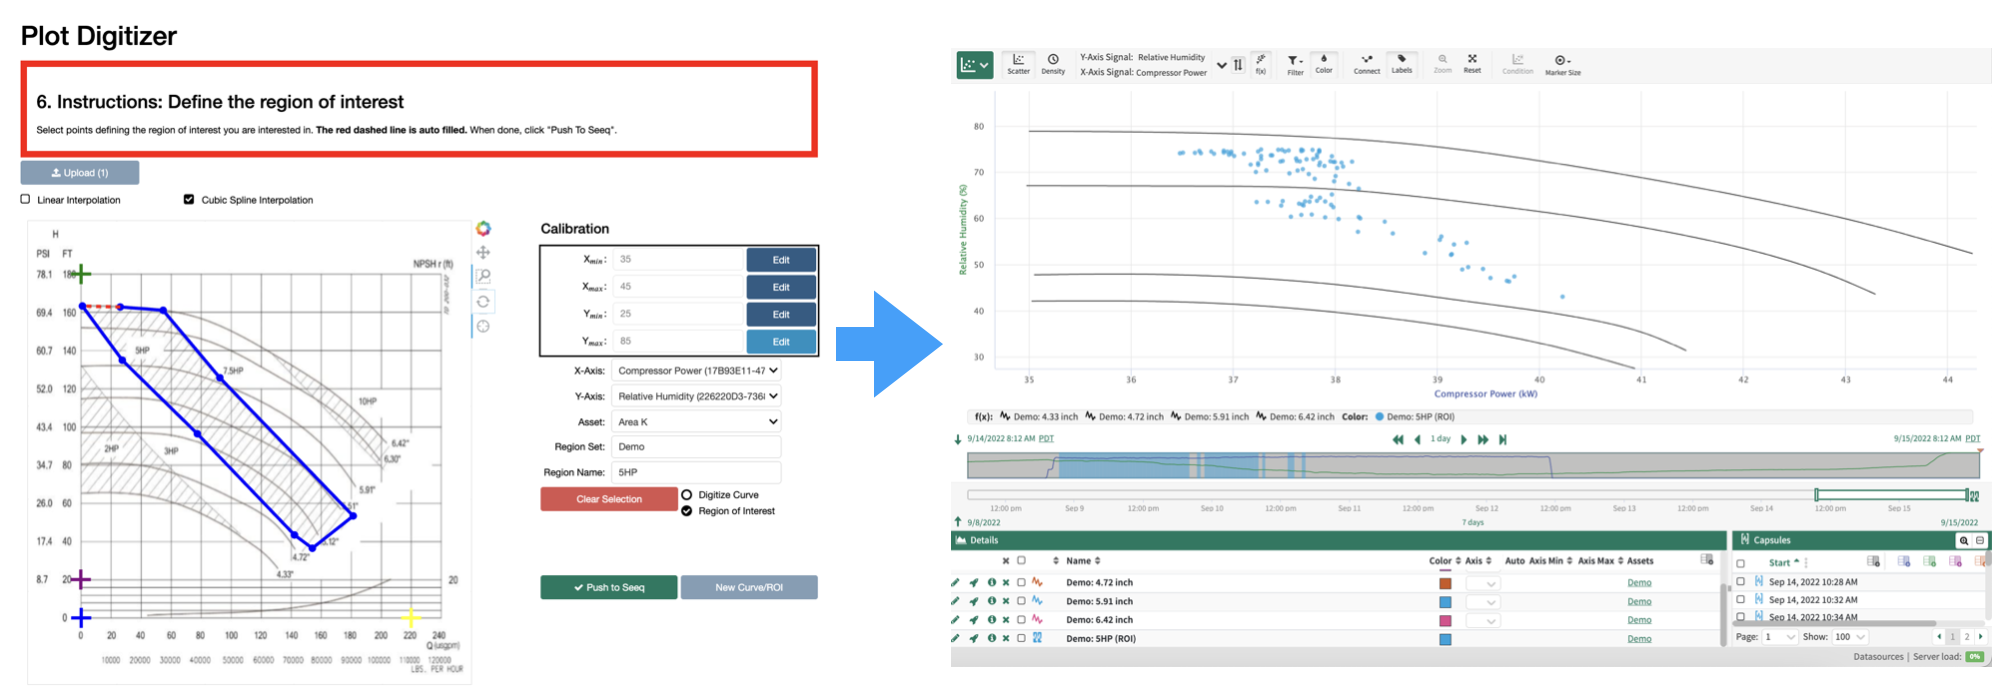 Plot Digitizer
6. Instructions: Define the region of interest
Select points defining the region of interest you are interested in. The red dashed line is auto filled. When done, click "Push To Seeq".
Upload (1)
Linear Interpolation
Cubic Spline Interpolation
H
PSI FT
NPSH r (ft)
78.1 180
69.4 160
60.7 140
52.0 120
43.4 100
34.7 80
26.0 60
17.4 40
8.7 20
0
20
5HP
7.5HP
10HP
2HP
3HP
6.42"
6.30"
5.91"
5.12"
4.72"
4.33"
0 20 40 60 80 100 120 140 160 180 200 220 240
Q (usgpm)
10000 20000 30000 40000 50000 60000 70000 80000 90000 100000 110000 120000
LBS. PER HOUR
Calibration
Xmin: 35 Edit
Xmax: 45 Edit
Ymin: 25 Edit
Ymax: 85 Edit
X-Axis: Compressor Power (17B93E11-47
Y-Axis: Relative Humidity (226220D3-736
Asset: Area K
Region Set: Demo
Region Name: 5HP
Clear Selection
Digitize Curve
Region of Interest
Push to Seeq
New Curve/ROI
Scatter
Density
Y-Axis Signal: Relative Humidity
X-Axis Signal: Compressor Power
f(x)
Filter
Color
Connect
Labels
Zoom
Reset
Condition
Marker Size
Relative Humidity (%)
80
70
60
50
40
30
35 36 37 38 39 40 41 42 43 44
Compressor Power (kW)
f(x): Demo: 4.33 inch Demo: 4.72 inch Demo: 5.91 inch Demo: 6.42 inch Color: Demo: 5HP (ROI)
9/14/2022 8:12 AM PDT
1 day
9/15/2022 8:12 AM PDT
12:00 pm Sep 9 12:00 pm Sep 10 12:00 pm Sep 11 12:00 pm Sep 12 12:00 pm Sep 13 12:00 pm Sep 14 12:00 pm Sep 15
9/8/2022
7 days
9/15/2022
Details
Name Color Axis Auto Axis Min Axis Max Assets
Demo: 4.72 inch Demo
Demo: 5.91 inch Demo
Demo: 6.42 inch Demo
Demo: 5HP (ROI) Demo
Capsules
Start
Sep 14, 2022 10:28 AM
Sep 14, 2022 10:32 AM
Sep 14, 2022 10:34 AM
Page: 1 Show: 100 1 2
Datasources | Server load: 0%